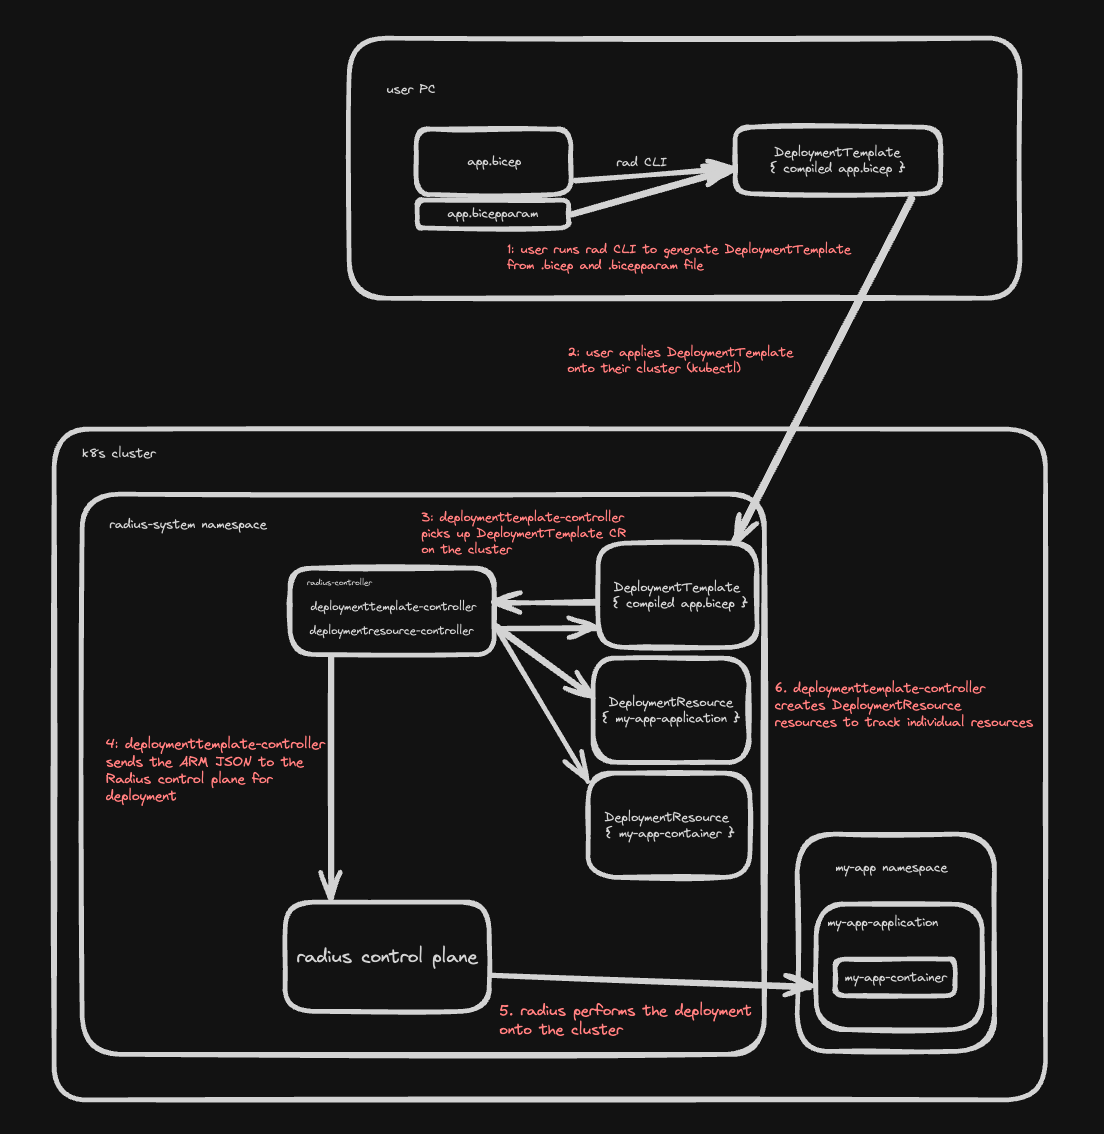 user PC
app.bicep
rad CLI
DeploymentTemplate
{ compiled app.bicep }
app.bicepparam
1: user runs rad CLI to generate DeploymentTemplate
from .bicep and .bicepparam file
2: user applies DeploymentTemplate
onto their cluster (kubectl)
k8s cluster
radius-system namespace
3: deploymenttemplate-controller
picks up DeploymentTemplate CR
on the cluster
radius-controller
deploymenttemplate-controller
deploymentresource-controller
DeploymentTemplate
{ compiled app.bicep }
DeploymentResource
{ my-app-application }
6. deploymenttemplate-controller
creates DeploymentResource
resources to track individual resources
4: deploymenttemplate-controller
sends the ARM JSON to the
Radius control plane for
deployment
DeploymentResource
{ my-app-container }
my-app namespace
my-app-application
my-app-container
radius control plane
5. radius performs the deployment
onto the cluster